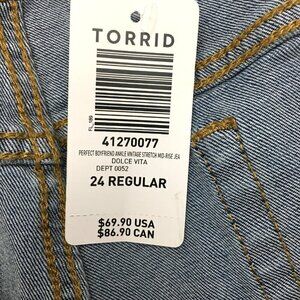 TORRID
FL_189
41270077
PERFECT BOYFRIEND ANKLE VINTAGE STRETCH MID-RISE JEA
DOLCE VITA
DEPT 0052
24 REGULAR
$69.90 USA
$86.90 CAN